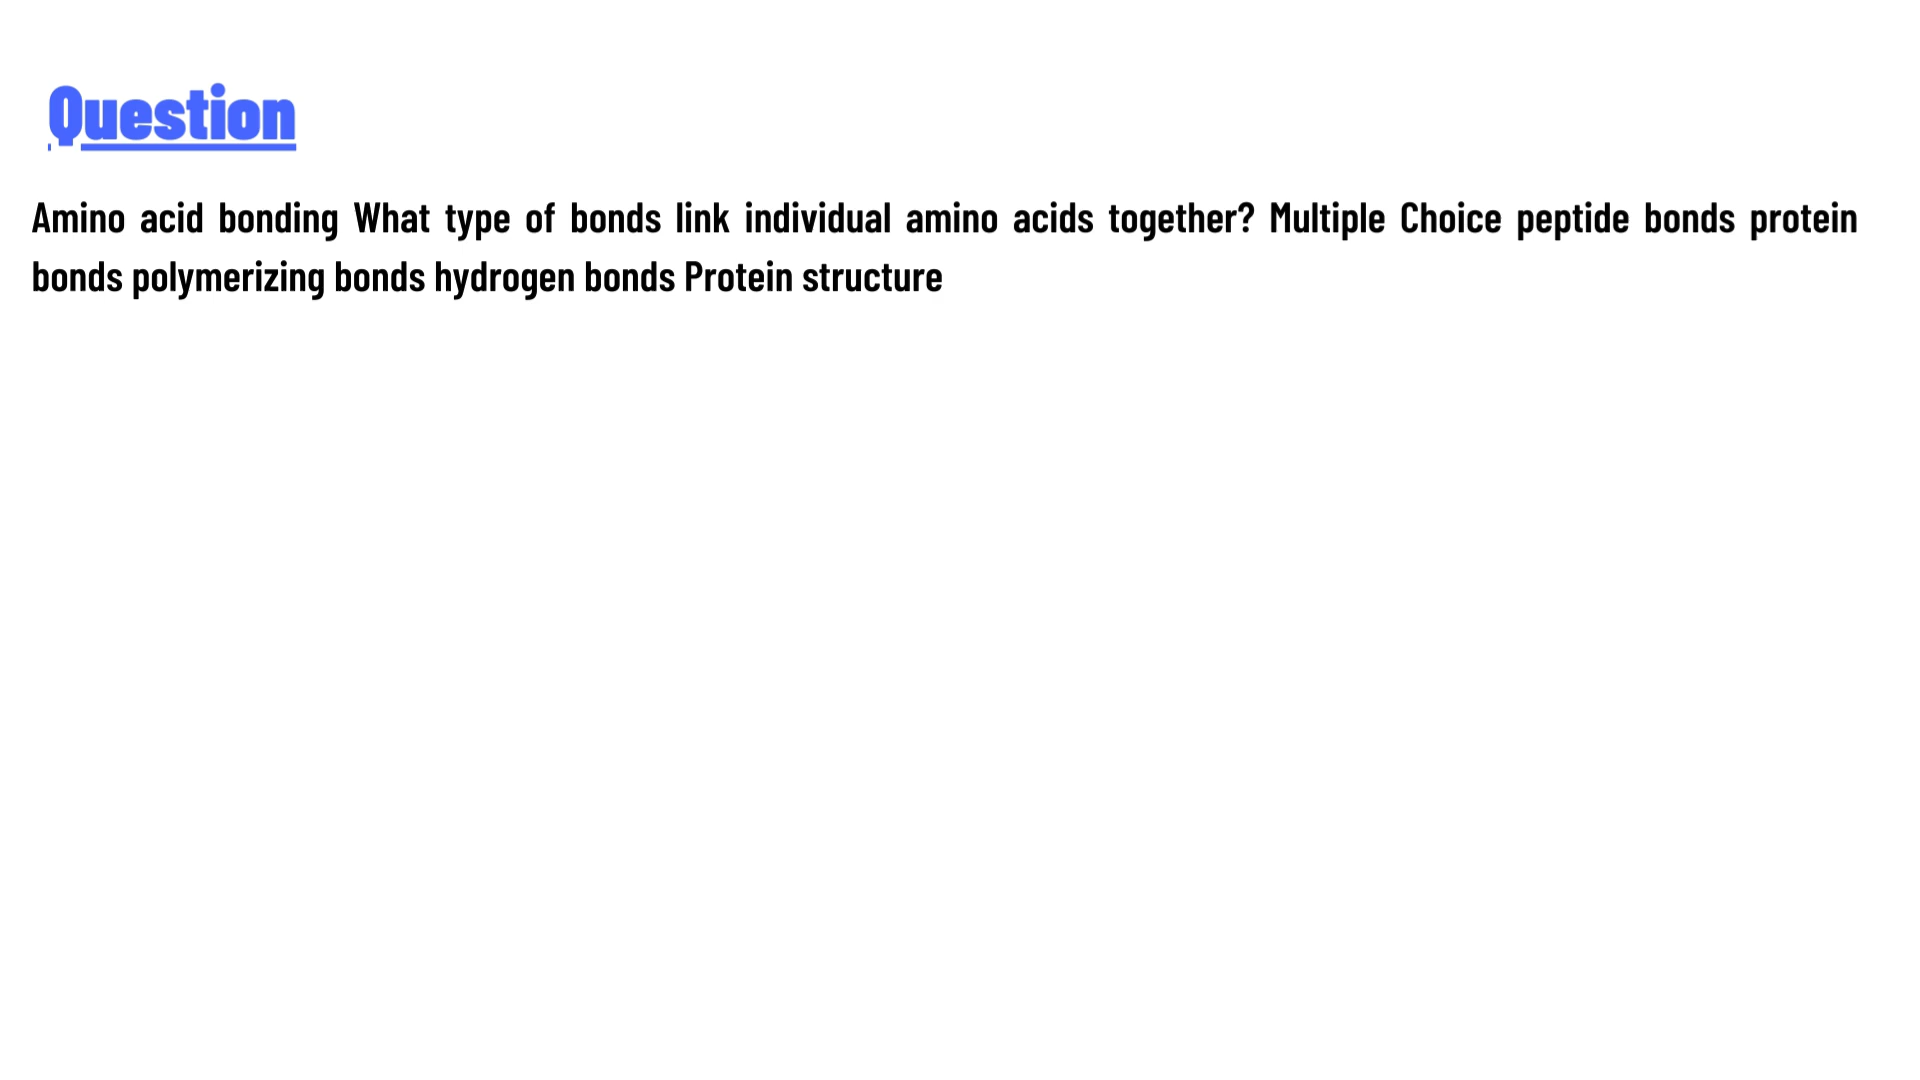 Question
Amino acid bonding What type of bonds link individual amino acids together? Multiple Choice peptide bonds protein
bonds polymerizing bonds hydrogen bonds Protein structure